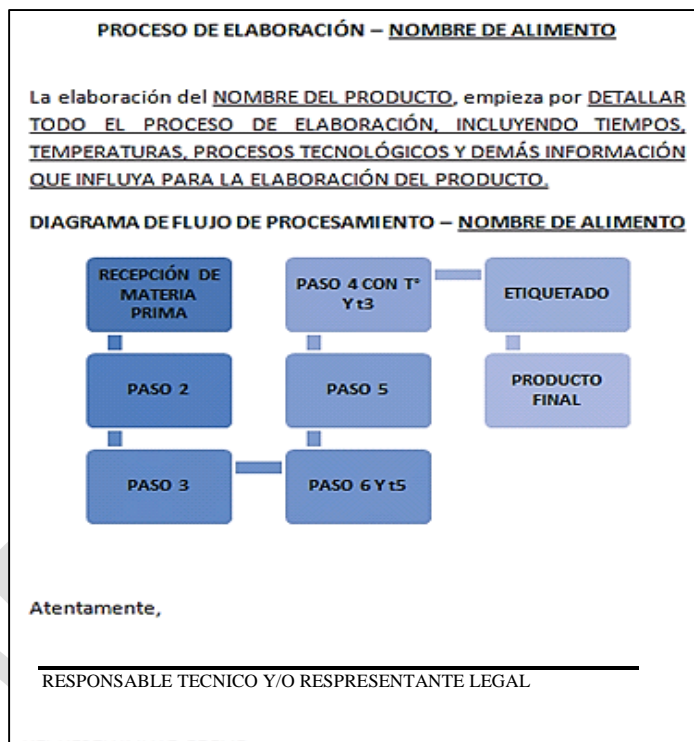 PROCESO DE ELABORACIÓN – NOMBRE DE ALIMENTO
La elaboración del NOMBRE DEL PRODUCTO, empieza por DETALLAR
TODO EL PROCESO DE ELABORACIÓN, INCLUYENDO TIEMPOS,
TEMPERATURAS, PROCESOS TECNOLÓGICOS Y DEMÁS INFORMACIÓN
QUE INFLUYA PARA LA ELABORACIÓN DEL PRODUCTO.
DIAGRAMA DE FLUJO DE PROCESAMIENTO – NOMBRE DE ALIMENTO
RECEPCIÓN DE
MATERIA
PRIMA
PASO 2
PASO 3
PASO 4 CON T°
Y t3
PASO 5
PASO 6 Y t5
ETIQUETADO
PRODUCTO
FINAL
Atentamente,
RESPONSABLE TECNICO Y/O RESPRESENTANTE LEGAL